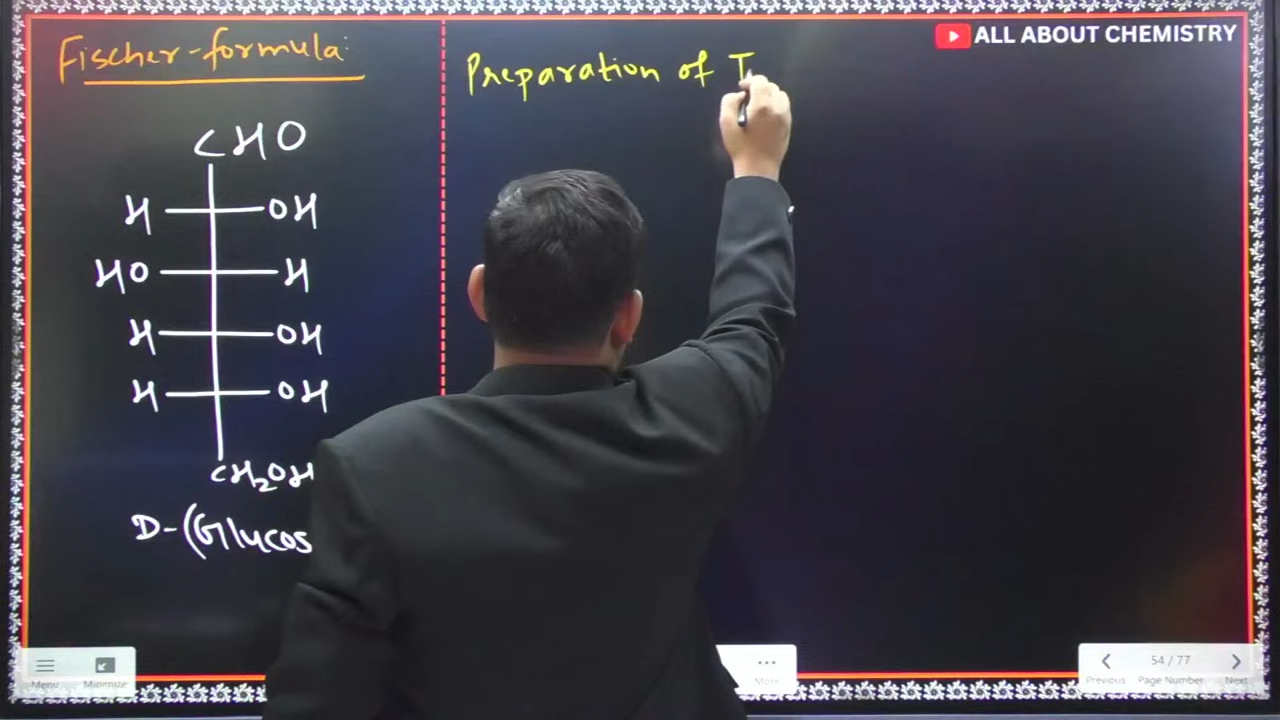 Fischer-formula:
CHO
H OH
HO H
H OH
H OH
CH2OH
D-(Glucos
Preparation of T
ALL ABOUT CHEMISTRY
Menu
Minimize
More
54 / 77
Previous
Page Number
Next